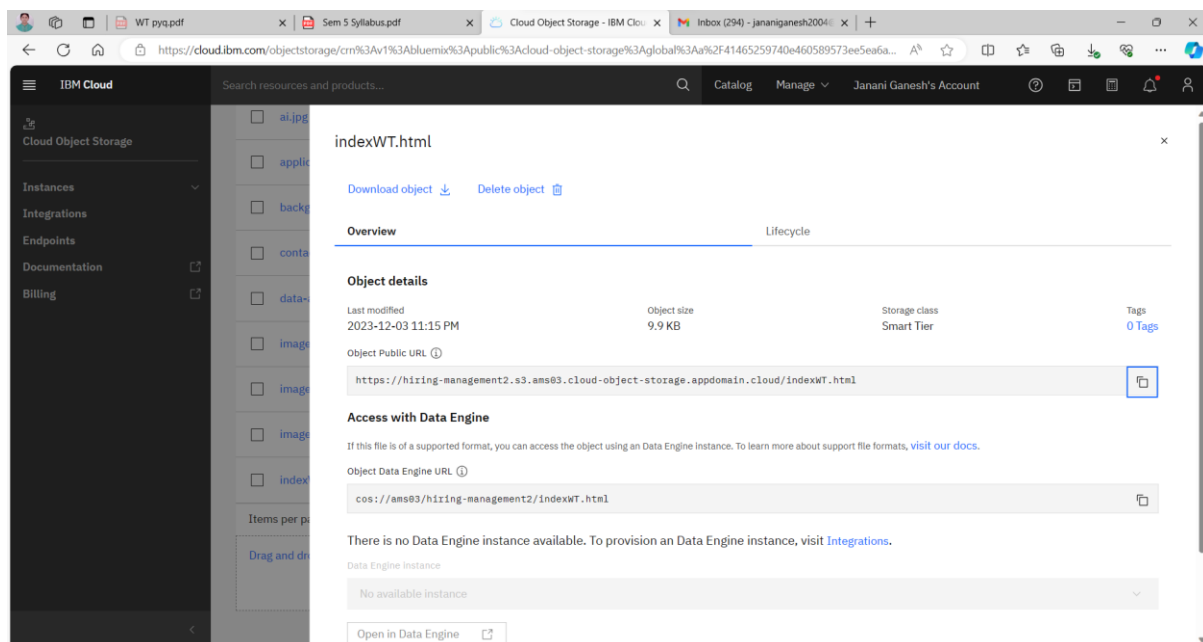 WT pyq.pdf
Sem 5 Syllabus.pdf
Cloud Object Storage - IBM Clou
Inbox (294) - jananiganesh2004@
https://cloud.ibm.com/objectstorage/crn%3Av1%3Abluemix%3Apublic%3Acloud-object-storage%3Aglobal%3Aa%2F41465259740e460589573ee5ea6a...
IBM Cloud
Search resources and products...
Catalog
Manage
Janani Ganesh's Account
Cloud Object Storage
Instances
Integrations
Endpoints
Documentation
Billing
ai.jpg
applic
backg
conta
data-a
image
image
image
index
Items per pa
Drag and dr
indexWT.html
Download object
Delete object
Overview
Lifecycle
Object details
Last modified
2023-12-03 11:15 PM
Object size
9.9 KB
Storage class
Smart Tier
Tags
0 Tags
Object Public URL
https://hiring-management2.s3.ams03.cloud-object-storage.appdomain.cloud/indexWT.html
Access with Data Engine
If this file is of a supported format, you can access the object using an Data Engine instance. To learn more about support file formats, visit our docs.
Object Data Engine URL
cos://ams03/hiring-management2/indexWT.html
There is no Data Engine instance available. To provision an Data Engine instance, visit Integrations.
Data Engine instance
No available instance
Open in Data Engine